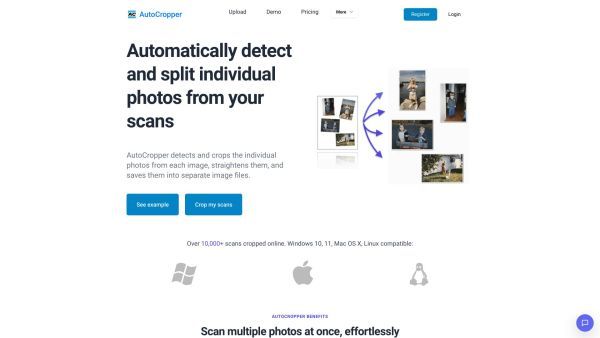 AutoCropper
Upload
Demo
Pricing
More
Register
Login
Automatically detect
and split individual
photos from your
scans
AutoCropper detects and crops the individual
photos from each image, straightens them, and
saves them into separate image files.
See example
Crop my scans
Over 10,000+ scans cropped online. Windows 10, 11, Mac OS X, Linux compatible:
AUTOCROPPER BENEFITS
Scan multiple photos at once, effortlessly